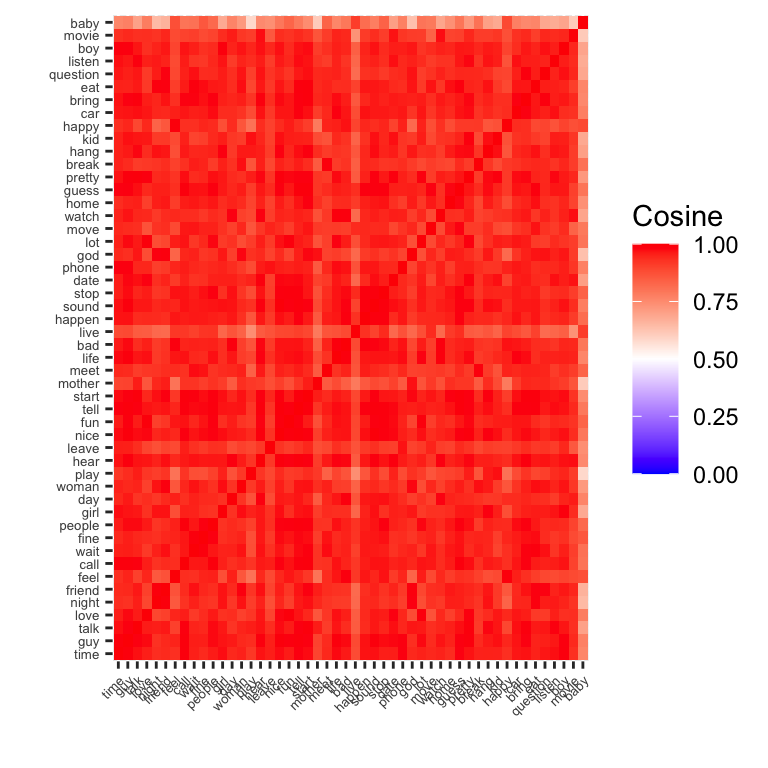 baby
movie
boy
listen
question
eat
bring
car
happy
kid
hang
break
pretty
guess
home
watch
move
lot
god
phone
date
stop
sound
happen
live
bad
life
meet
mother
start
tell
fun
nice
leave
hear
play
woman
day
girl
people
fine
wait
call
feel
friend
night
love
talk
guy
time
Cosine
1.00
0.75
0.50
0.25
0.00
time
guy
talk
love
night
friend
feel
call
wait
fine
people
girl
day
woman
play
hear
leave
nice
fun
tell
start
mother
meet
life
bad
live
happen
sound
stop
date
phone
god
lot
move
watch
home
guess
pretty
break
hang
kid
happy
car
bring
eat
question
listen
boy
movie
baby